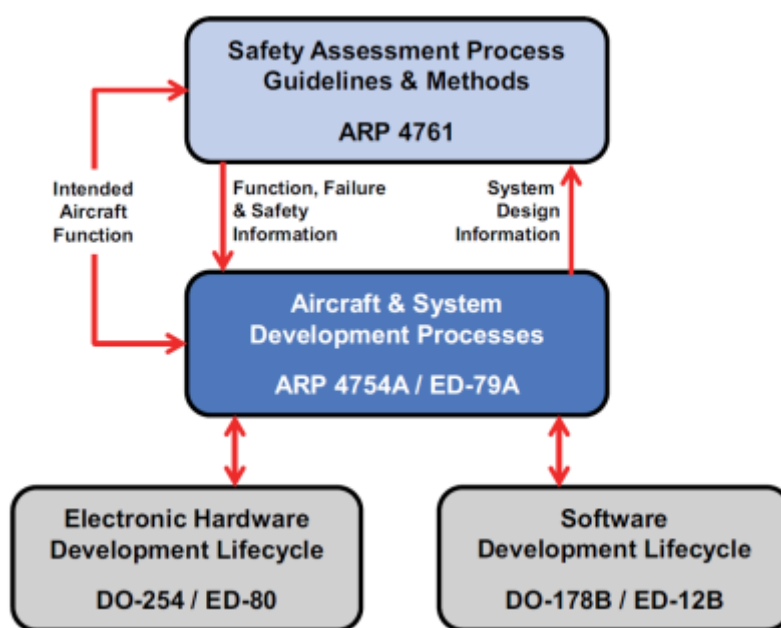 Safety Assessment Process
Guidelines & Methods
ARP 4761
Intended
Aircraft
Function
Function, Failure
& Safety
Information
System
Design
Information
Aircraft & System
Development Processes
ARP 4754A / ED-79A
Electronic Hardware
Development Lifecycle
DO-254 / ED-80
Software
Development Lifecycle
DO-178B / ED-12B